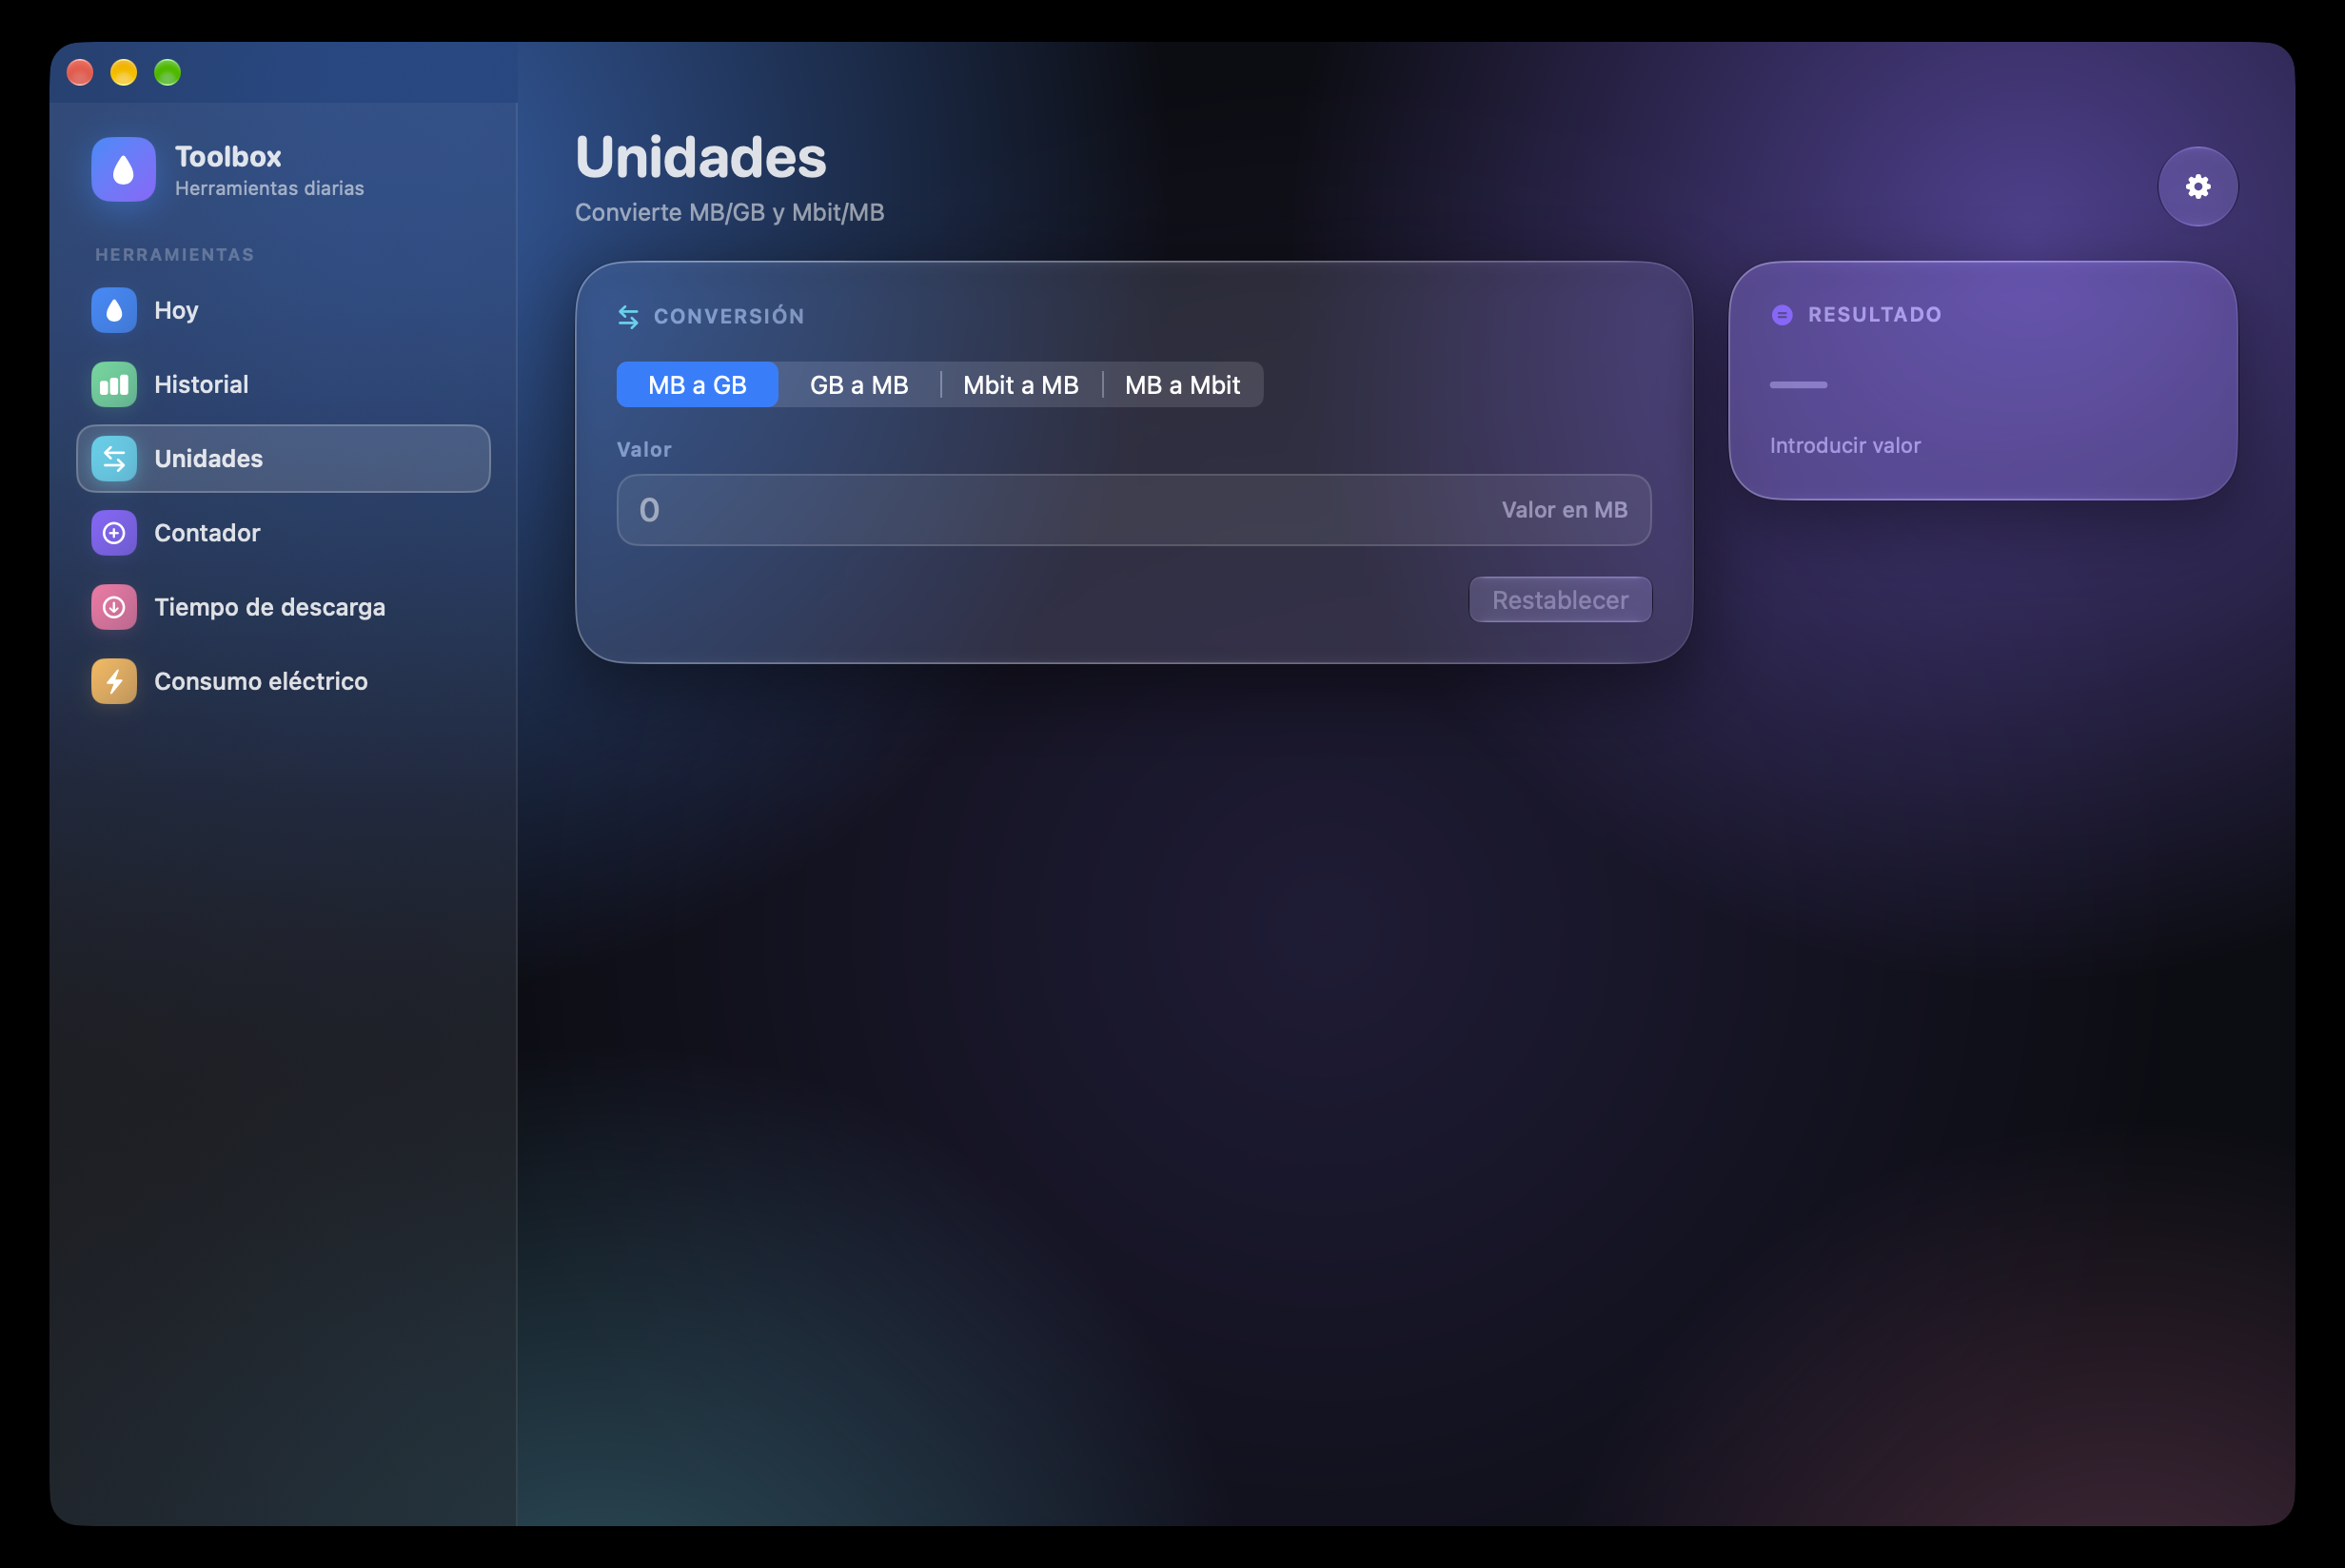 Toolbox
Herramientas diarias
HERRAMIENTAS
Hoy
Historial
Unidades
Contador
Tiempo de descarga
Consumo eléctrico
Unidades
Convierte MB/GB y Mbit/MB
CONVERSIÓN
MB a GB
GB a MB
Mbit a MB
MB a Mbit
Valor
0
Valor en MB
Restablecer
RESULTADO
—
Introducir valor